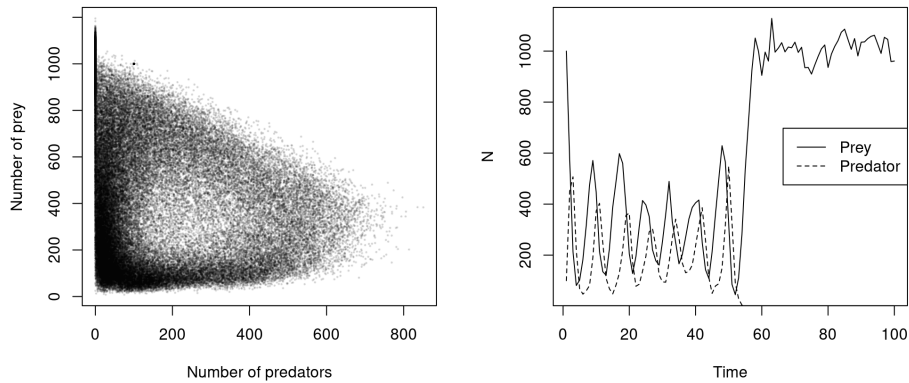 Number of prey
0 200 400 600 800 1000
0 200 400 600 800
Number of predators
N
200 400 600 800 1000
0 20 40 60 80 100
Time
Prey
Predator